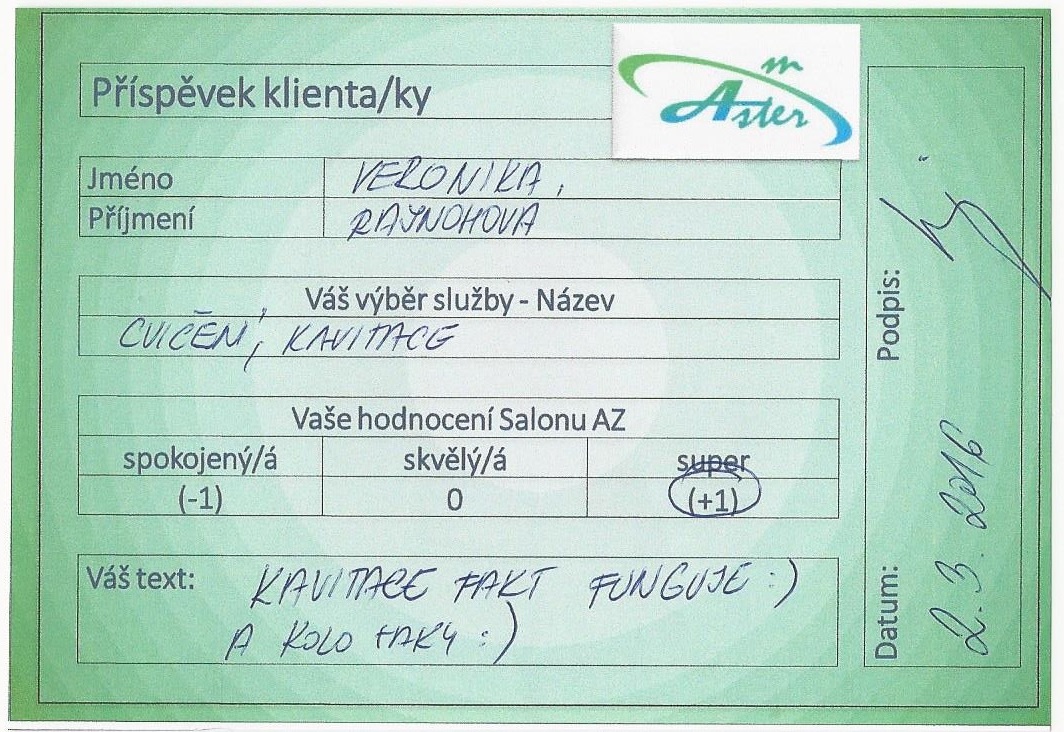 Příspěvek klienta/ky
m
Aster
Jméno VERONIKA,
Příjmení RAJNOHOVA
Váš výběr služby - Název
CVIČENÍ, KAVITACE
Vaše hodnocení Salonu AZ
spokojený/á skvělý/á super
(-1) 0 (+1)
Váš text: KAVITACE FAKT FUNGUJE :)
A KOLO TAKY :)
Podpis:
Datum: 2.3.2016